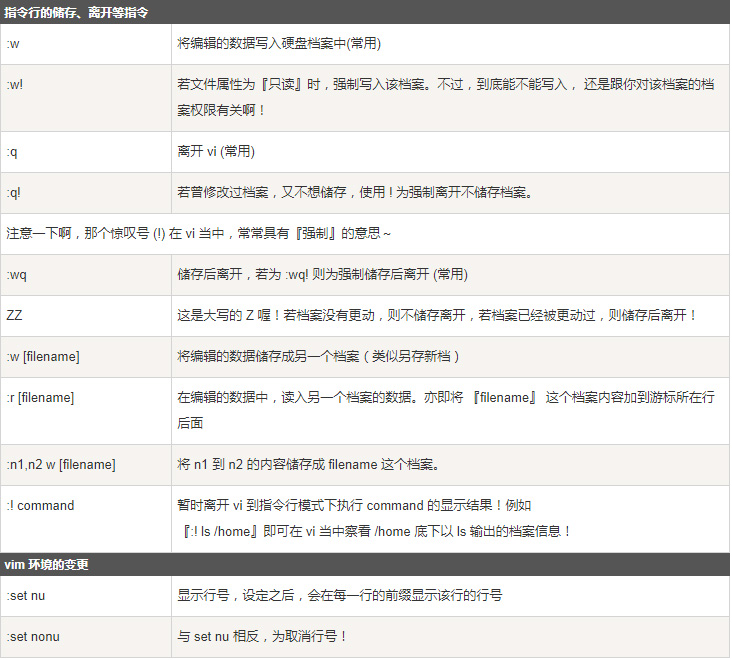 指令行的储存、离开等指令
:w 将编辑的数据写入硬盘档案中(常用)
:w! 若文件属性为『只读』时，强制写入该档案。不过，到底能不能写入， 还是跟你对该档案的档
案权限有关啊！
:q 离开 vi (常用)
:q! 若曾修改过档案，又不想储存，使用 ! 为强制离开不储存档案。
注意一下啊，那个惊叹号 (!) 在 vi 当中，常常具有『强制』的意思～
:wq 储存后离开，若为 :wq! 则为强制储存后离开 (常用)
ZZ 这是大写的 Z 喔！若档案没有更动，则不储存离开，若档案已经被更动过，则储存后离开！
:w [filename] 将编辑的数据储存成另一个档案（类似另存新档）
:r [filename] 在编辑的数据中，读入另一个档案的数据。亦即将 『filename』 这个档案内容加到游标所在行
后面
:n1,n2 w [filename] 将 n1 到 n2 的内容储存成 filename 这个档案。
:! command 暂时离开 vi 到指令行模式下执行 command 的显示结果！例如
『:! ls /home』即可在 vi 当中察看 /home 底下以 ls 输出的档案信息！
vim 环境的变更
:set nu 显示行号，设定之后，会在每一行的前缀显示该行的行号
:set nonu 与 set nu 相反，为取消行号！